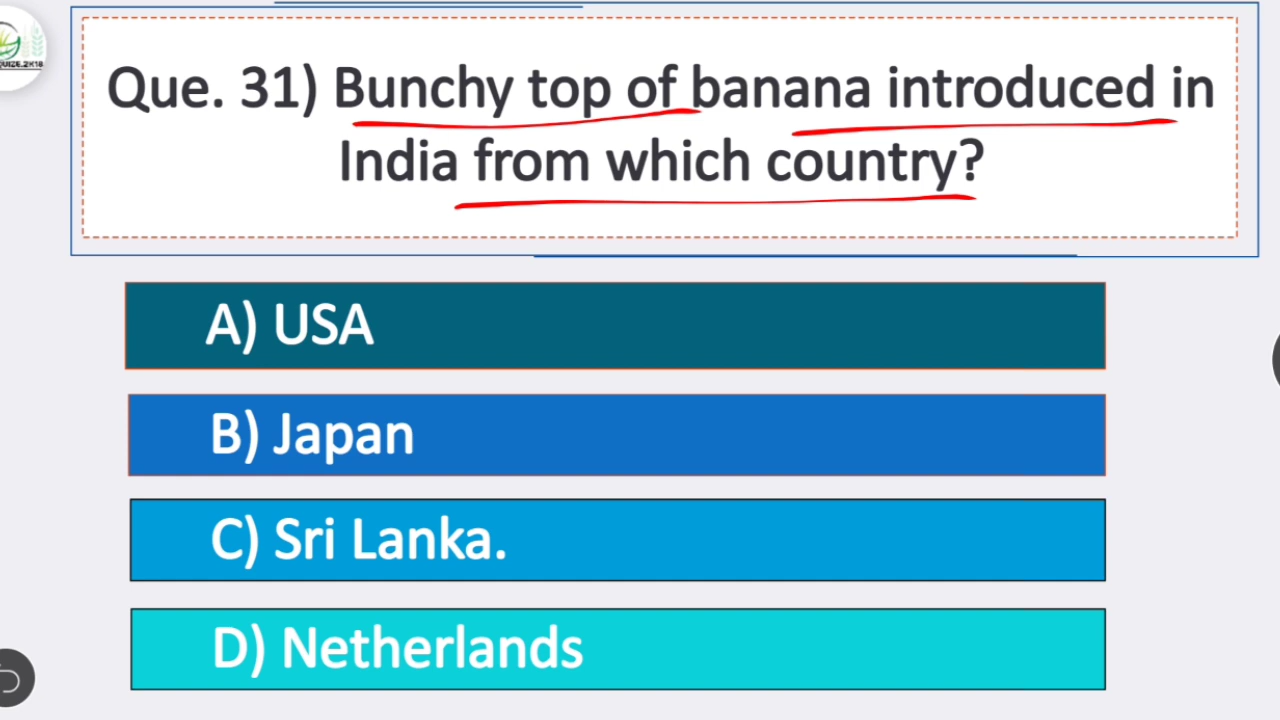 Que. 31) Bunchy top of banana introduced in
India from which country?
A) USA
B) Japan
C) Sri Lanka.
D) Netherlands